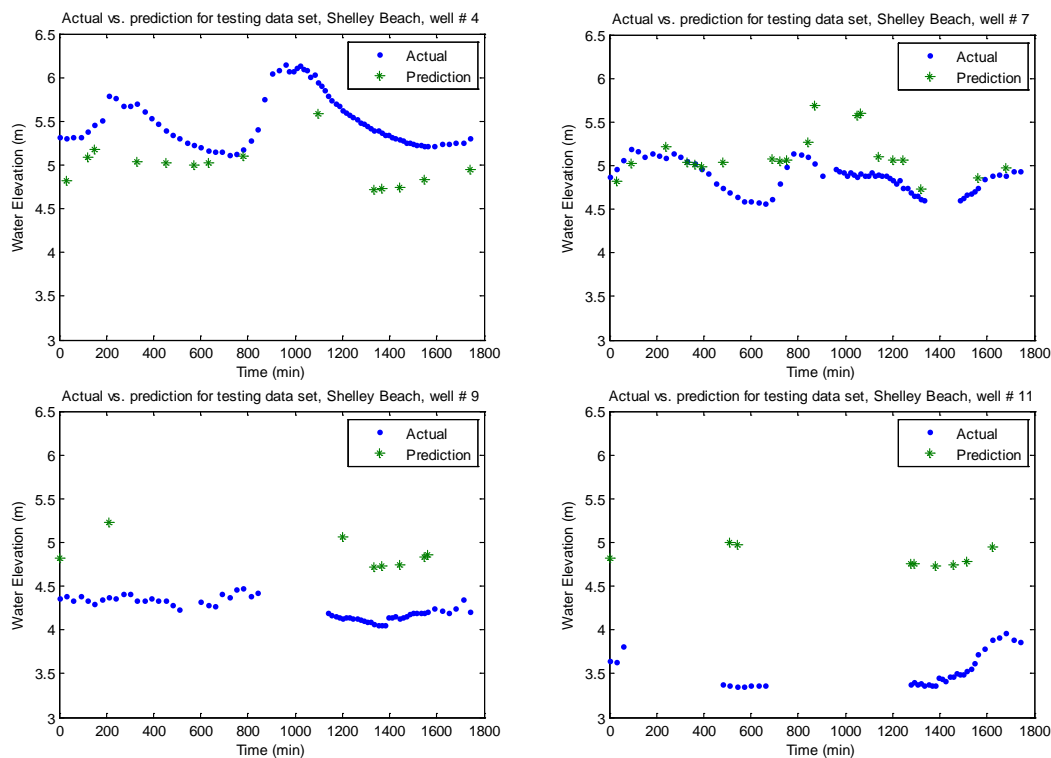 Actual vs. prediction for testing data set, Shelley Beach, well # 4
6.5
6
5.5
5
4.5
4
3.5
3
Water Elevation (m)
0 200 400 600 800 1000 1200 1400 1600 1800
Time (min)
Actual
Prediction
Actual vs. prediction for testing data set, Shelley Beach, well # 7
6.5
6
5.5
5
4.5
4
3.5
3
Water Elevation (m)
0 200 400 600 800 1000 1200 1400 1600 1800
Time (min)
Actual
Prediction
Actual vs. prediction for testing data set, Shelley Beach, well # 9
6.5
6
5.5
5
4.5
4
3.5
3
Water Elevation (m)
0 200 400 600 800 1000 1200 1400 1600 1800
Time (min)
Actual
Prediction
Actual vs. prediction for testing data set, Shelley Beach, well # 11
6.5
6
5.5
5
4.5
4
3.5
3
Water Elevation (m)
0 200 400 600 800 1000 1200 1400 1600 1800
Time (min)
Actual
Prediction